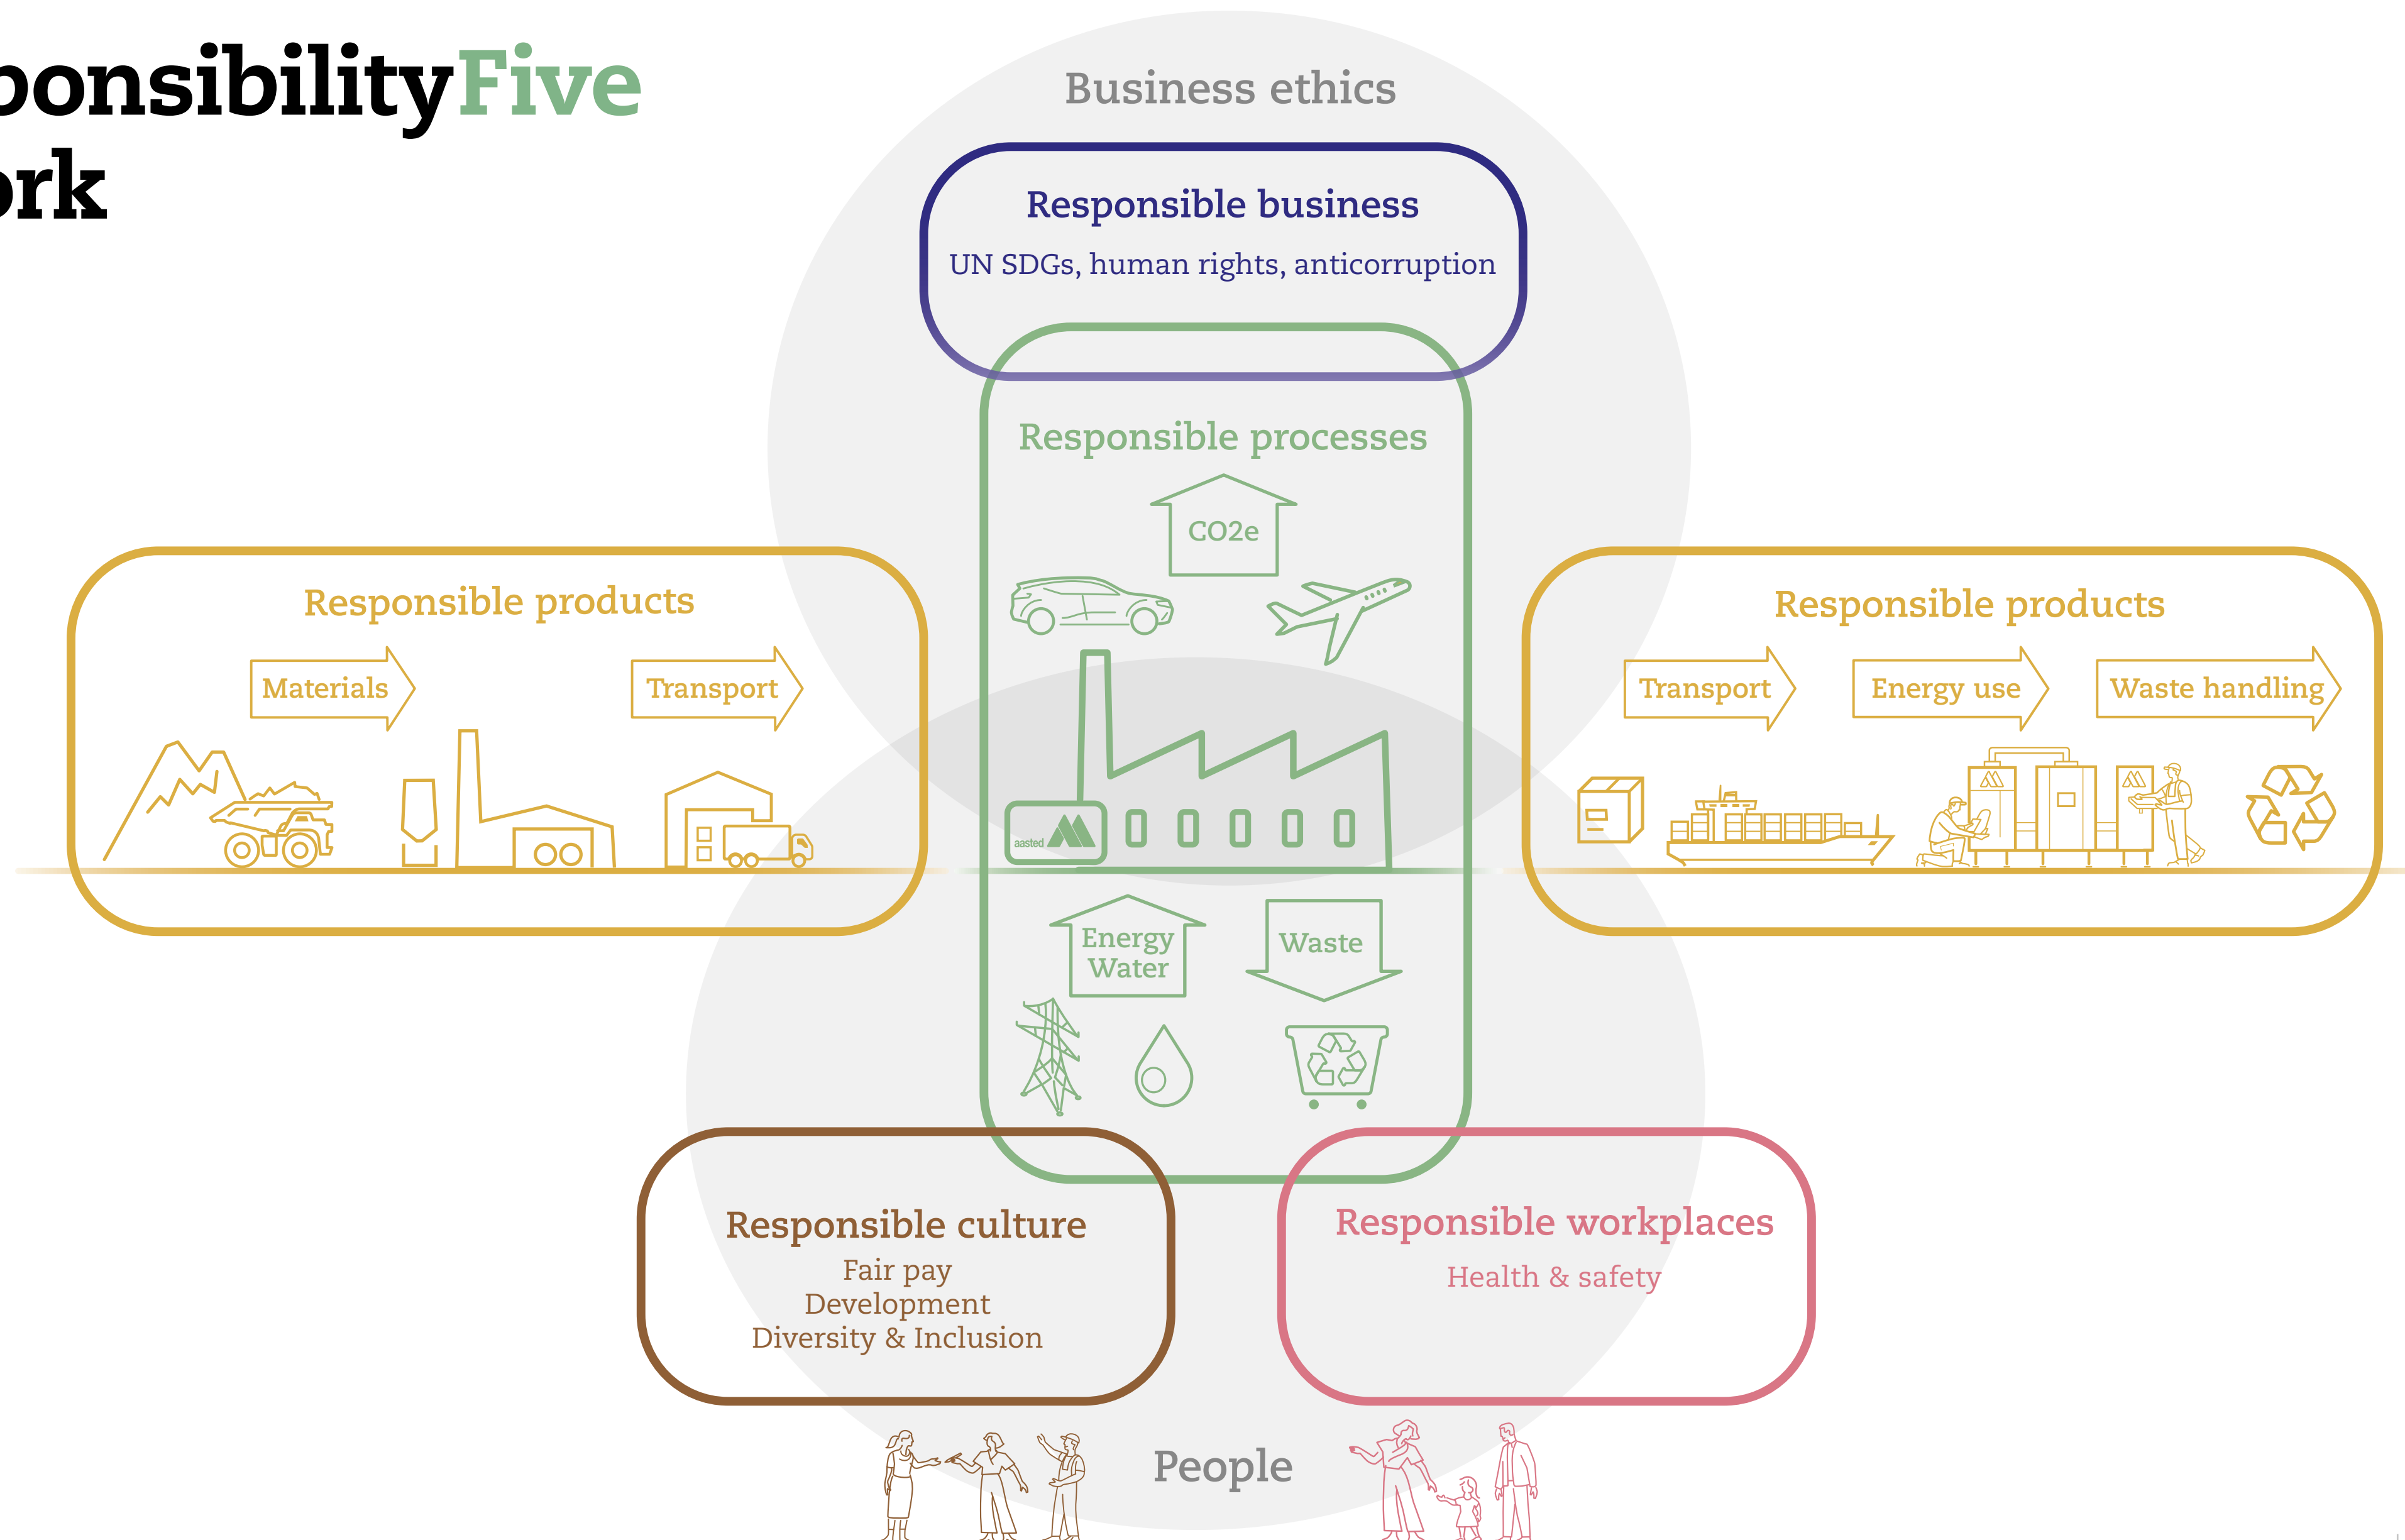 ponsibilityFive
ork
Business ethics
Responsible business
UN SDGs, human rights, anticorruption
Responsible processes
CO2e
Responsible products
Materials
Transport
aasted
Responsible products
Transport
Energy use
Waste handling
Energy
Water
Waste
Responsible culture
Fair pay
Development
Diversity & Inclusion
Responsible workplaces
Health & safety
People